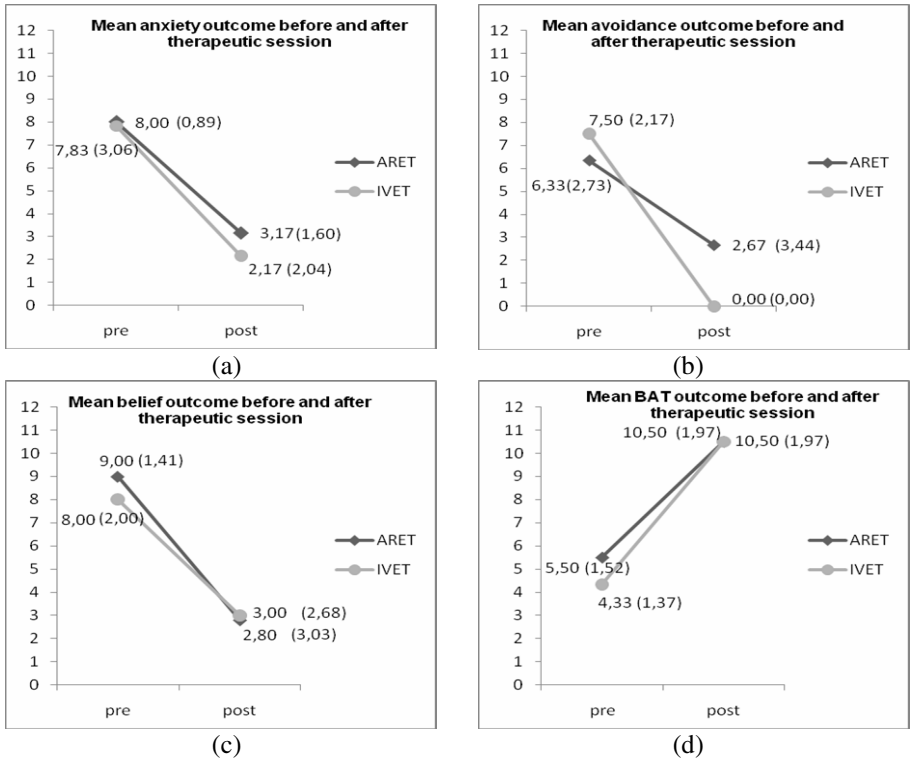 Mean anxiety outcome before and after
therapeutic session
12
11
10
9
8
7
6
5
4
3
2
1
0
8,00 (0,89)
7,83 (3,06)
3,17(1,60)
2,17 (2,04)
ARET
IVET
pre post
(a)
Mean avoidance outcome before and
after therapeutic session
12
11
10
9
8
7
6
5
4
3
2
1
0
7,50 (2,17)
6,33(2,73)
2,67 (3,44)
0,00 (0,00)
ARET
IVET
pre post
(b)
Mean belief outcome before and after
therapeutic session
12
11
10
9
8
7
6
5
4
3
2
1
0
9,00 (1,41)
8,00 (2,00)
3,00 (2,68)
2,80 (3,03)
ARET
IVET
pre post
(c)
Mean BAT outcome before and after
therapeutic session
12
11
10
9
8
7
6
5
4
3
2
1
0
10,50 (1,97)
10,50 (1,97)
5,50 (1,52)
4,33 (1,37)
ARET
IVET
pre post
(d)